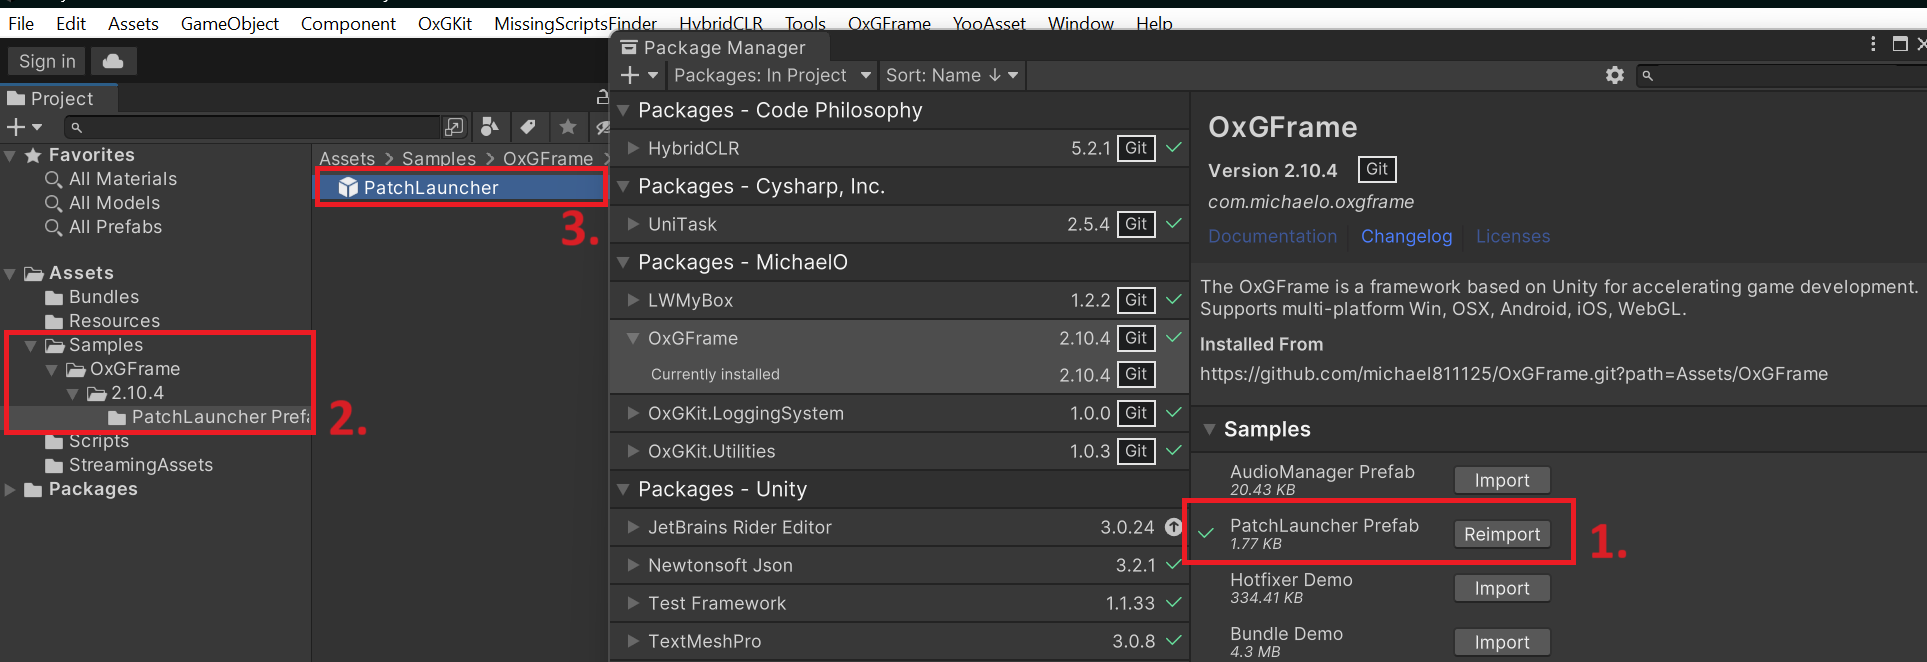 File Edit Assets GameObject Component OxGKit MissingScriptsFinder HybridCLR Tools OxGFrame YooAsset Window Help
Sign in
Project
Favorites
All Materials
All Models
All Prefabs
Assets
Bundles
Resources
Samples
OxGFrame
2.10.4
PatchLauncher Prefa
Scripts
StreamingAssets
Packages
2.
Assets > Samples > OxGFrame >
PatchLauncher
3.
Package Manager
Packages: In Project
Sort: Name ↓
Packages - Code Philosophy
HybridCLR 5.2.1 Git
Packages - Cysharp, Inc.
UniTask 2.5.4 Git
Packages - MichaelO
LWMyBox 1.2.2 Git
OxGFrame 2.10.4 Git
Currently installed 2.10.4 Git
OxGKit.LoggingSystem 1.0.0 Git
OxGKit.Utilities 1.0.3 Git
Packages - Unity
JetBrains Rider Editor 3.0.24
Newtonsoft Json 3.2.1
Test Framework 1.1.33
TextMeshPro 3.0.8
OxGFrame
Version 2.10.4 Git
com.michaelo.oxgframe
Documentation Changelog Licenses
The OxGFrame is a framework based on Unity for accelerating game development.
Supports multi-platform Win, OSX, Android, iOS, WebGL.
Installed From
https://github.com/michael811125/OxGFrame.git?path=Assets/OxGFrame
Samples
AudioManager Prefab Import
20.43 KB
PatchLauncher Prefab Reimport
1.77 KB
1.
Hotfixer Demo Import
334.41 KB
Bundle Demo Import
4.3 MB